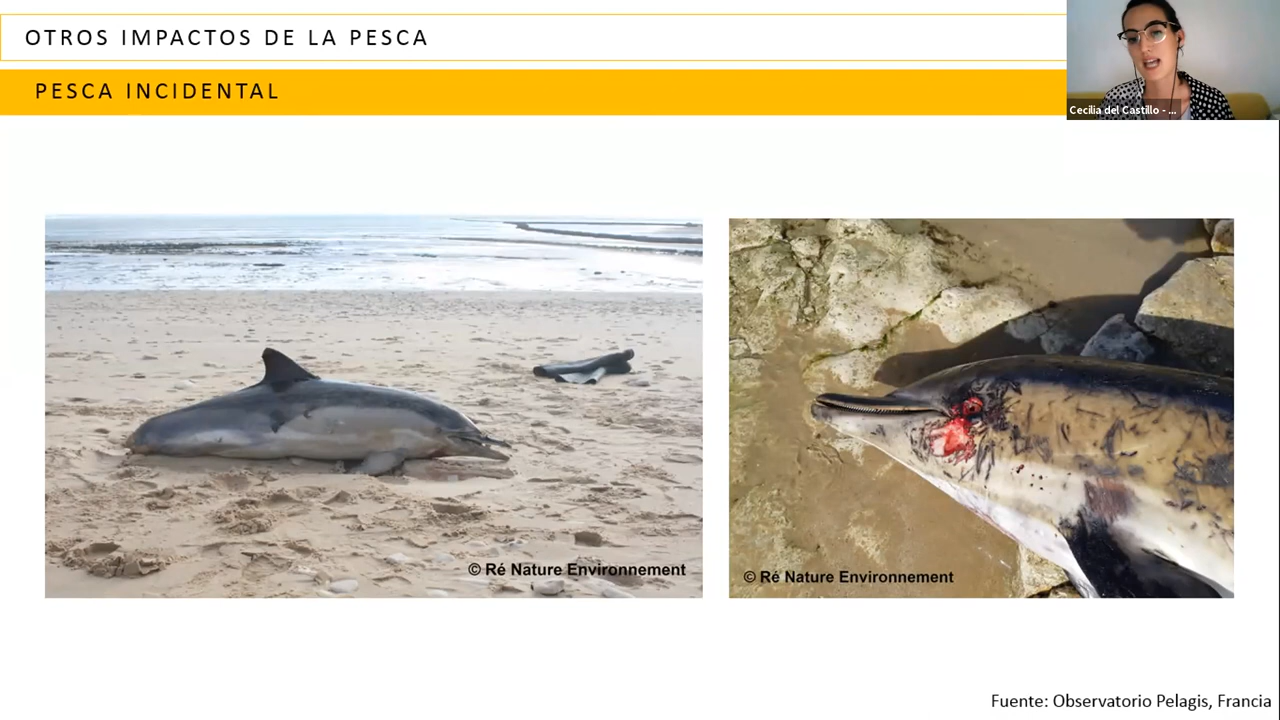 OTROS IMPACTOS DE LA PESCA
PESCA INCIDENTAL
Cecilia del Castillo - ...
© Ré Nature Environnement
© Ré Nature Environnement
Fuente: Observatorio Pelagis, Francia